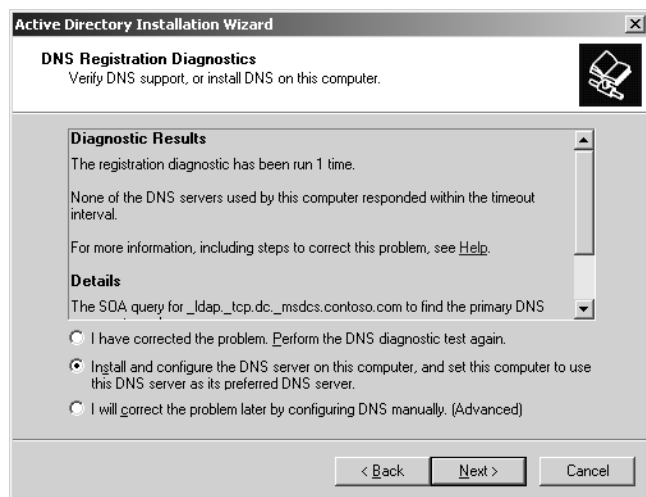 Active Directory Installation Wizard
DNS Registration Diagnostics
Verify DNS support, or install DNS on this computer.
Diagnostic Results
The registration diagnostic has been run 1 time.
None of the DNS servers used by this computer responded within the timeout
interval.
For more information, including steps to correct this problem, see Help.
Details
The SOA query for _ldap._tcp.dc._msdcs.contoso.com to find the primary DNS
I have corrected the problem. Perform the DNS diagnostic test again.
Install and configure the DNS server on this computer, and set this computer to use
this DNS server as its preferred DNS server.
I will correct the problem later by configuring DNS manually. (Advanced)
< Back
Next >
Cancel